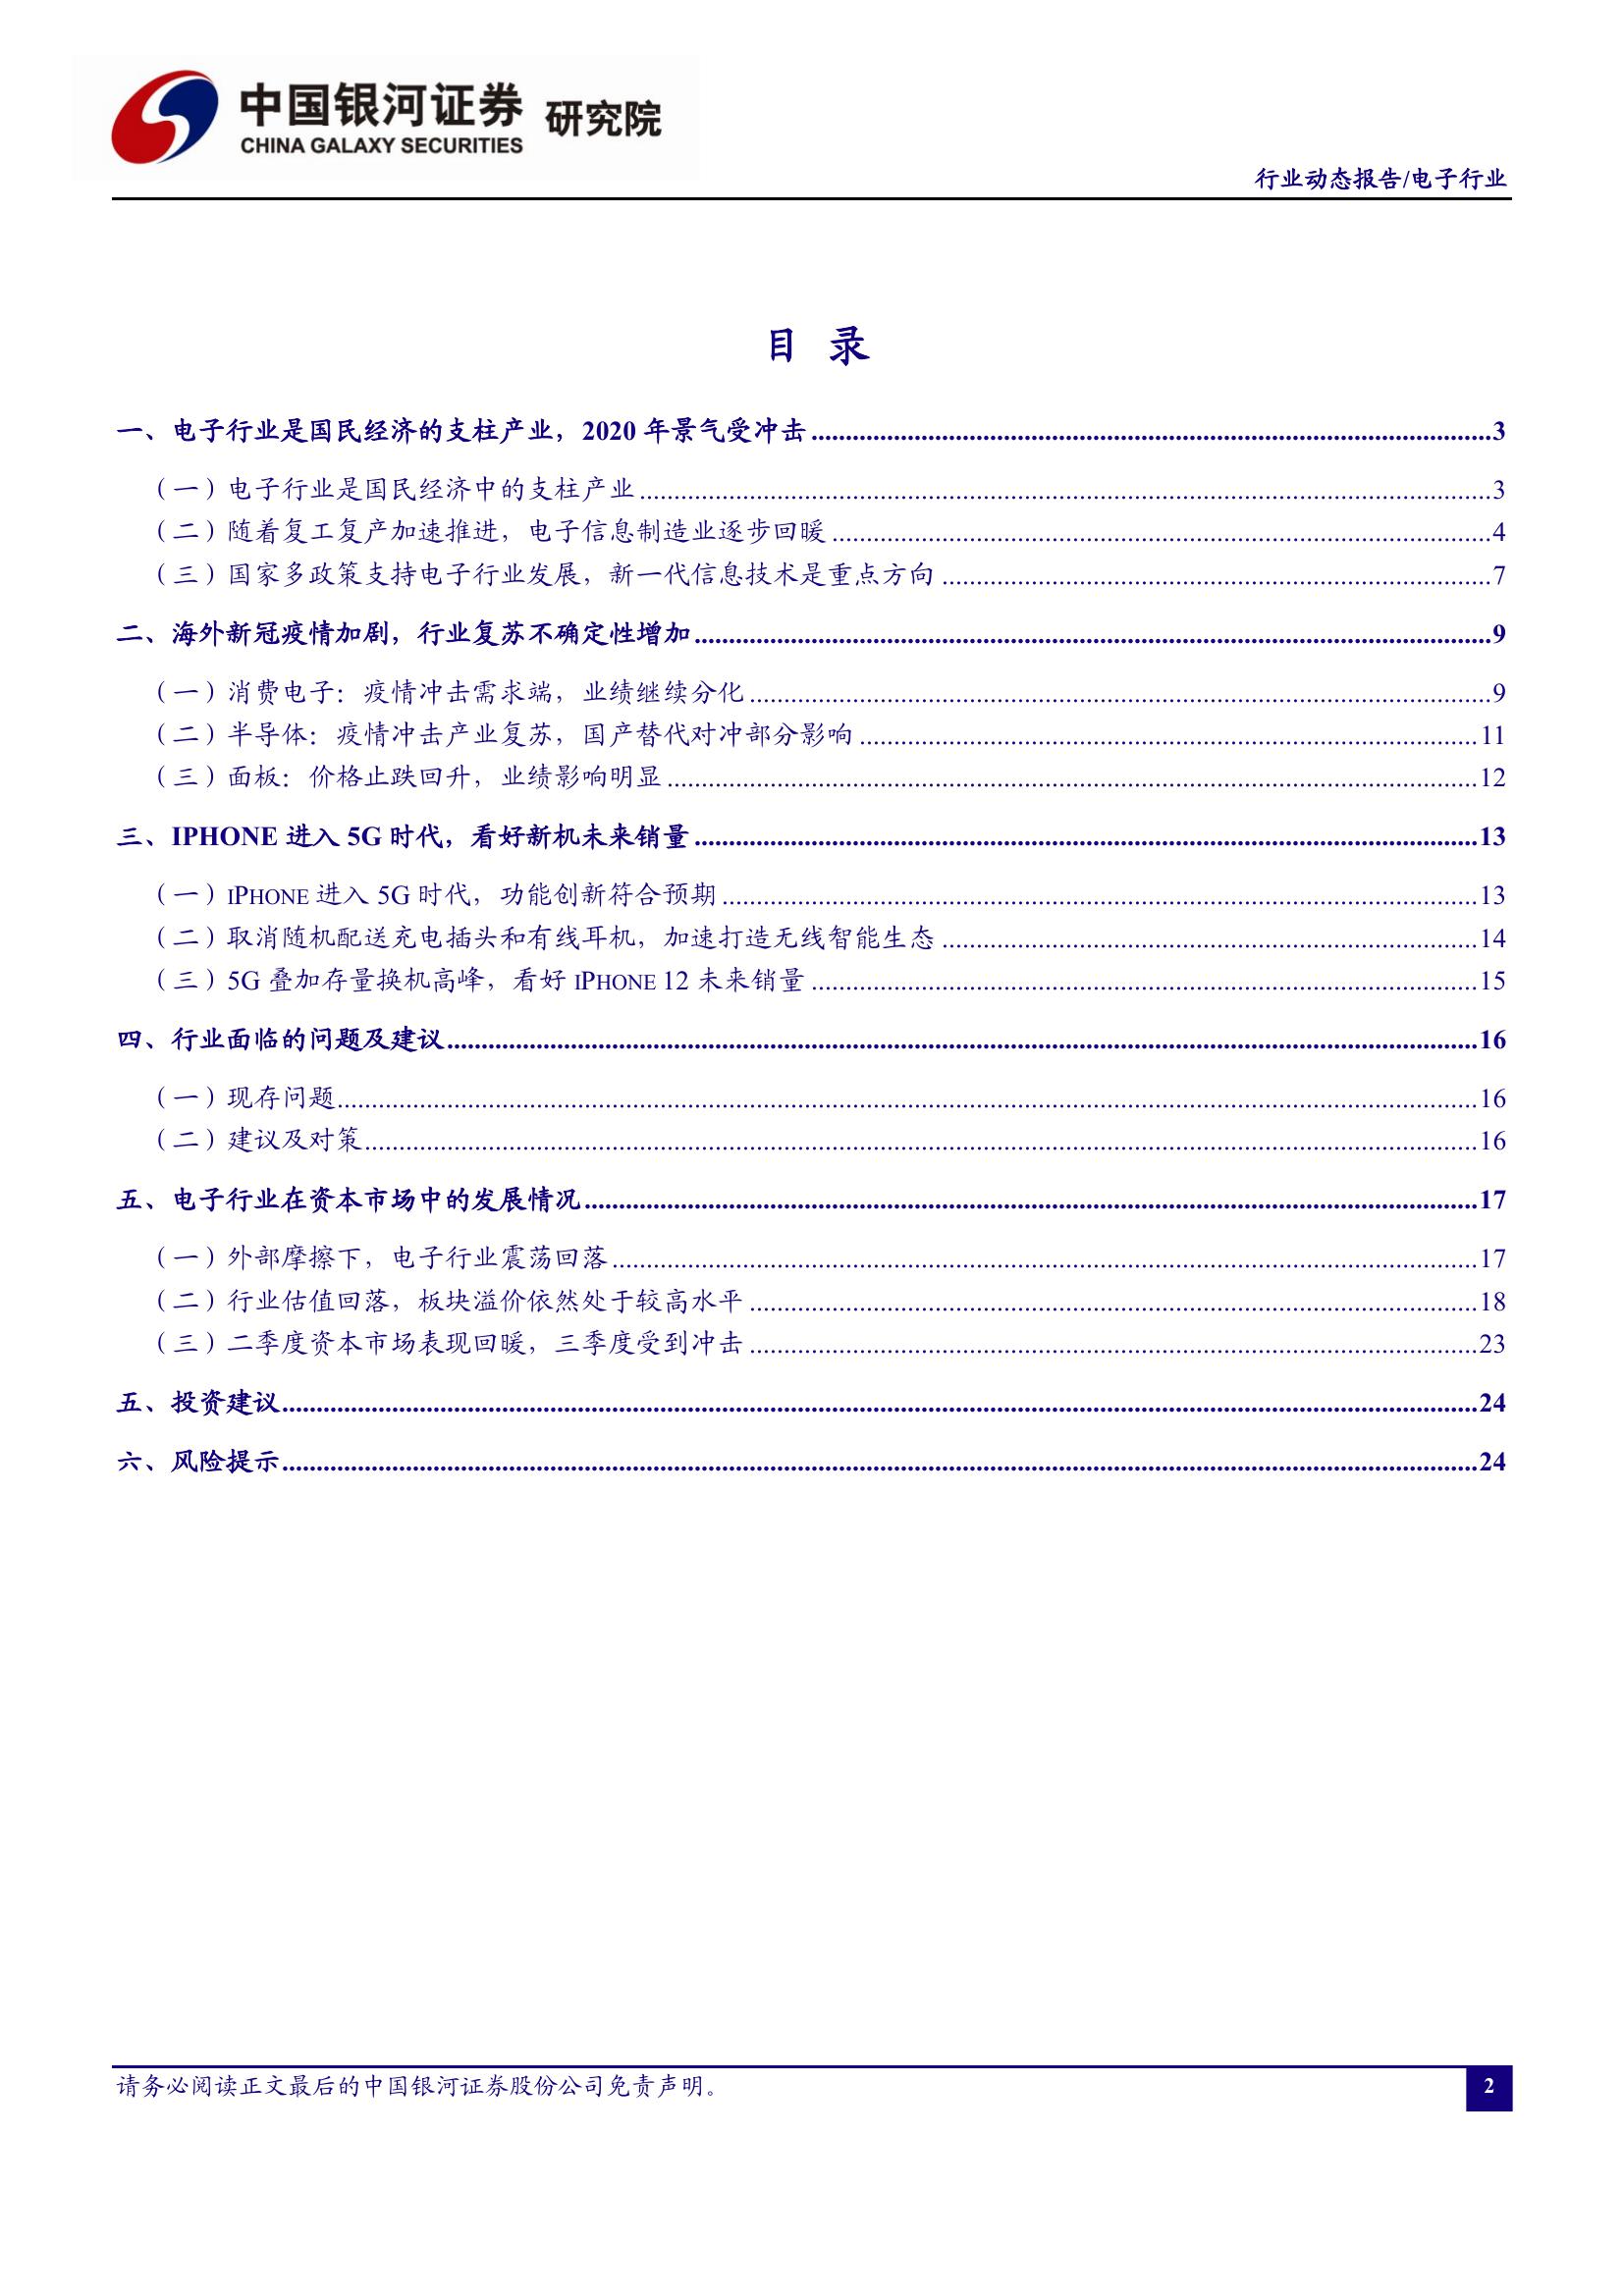 中国银河证券 研究院
CHINA GALAXY SECURITIES
行业动态报告/电子行业
目 录
一、电子行业是国民经济的支柱产业，2020 年景气受冲击 3
（一）电子行业是国民经济中的支柱产业 3
（二）随着复工复产加速推进，电子信息制造业逐步回暖 4
（三）国家多政策支持电子行业发展，新一代信息技术是重点方向 7
二、海外新冠疫情加剧，行业复苏不确定性增加 9
（一）消费电子：疫情冲击需求端，业绩继续分化 9
（二）半导体：疫情冲击产业复苏，国产替代对冲部分影响 11
（三）面板：价格止跌回升，业绩影响明显 12
三、IPHONE 进入 5G 时代，看好新机未来销量 13
（一）iPHONE 进入 5G 时代，功能创新符合预期 13
（二）取消随机配送充电插头和有线耳机，加速打造无线智能生态 14
（三）5G 叠加存量换机高峰，看好 iPHONE 12 未来销量 15
四、行业面临的问题及建议 16
（一）现存问题 16
（二）建议及对策 16
五、电子行业在资本市场中的发展情况 17
（一）外部摩擦下，电子行业震荡回落 17
（二）行业估值回落，板块溢价依然处于较高水平 18
（三）二季度资本市场表现回暖，三季度受到冲击 23
五、投资建议 24
六、风险提示 24
请务必阅读正文最后的中国银河证券股份公司免责声明。
2